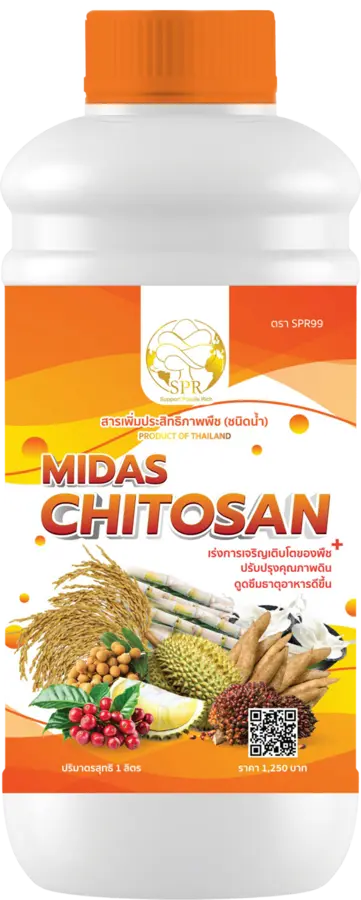 SPR
Support People Rich
ตรา SPR99
สารเพิ่มประสิทธิภาพพืช (ชนิดน้ำ)
PRODUCT OF THAILAND
MIDAS
CHITOSAN+
เร่งการเจริญเติบโตของพืช
ปรับปรุงคุณภาพดิน
ดูดซึมธาตุอาหารดีขึ้น
ปริมาตรสุทธิ 1 ลิตร
ราคา 1,250 บาท